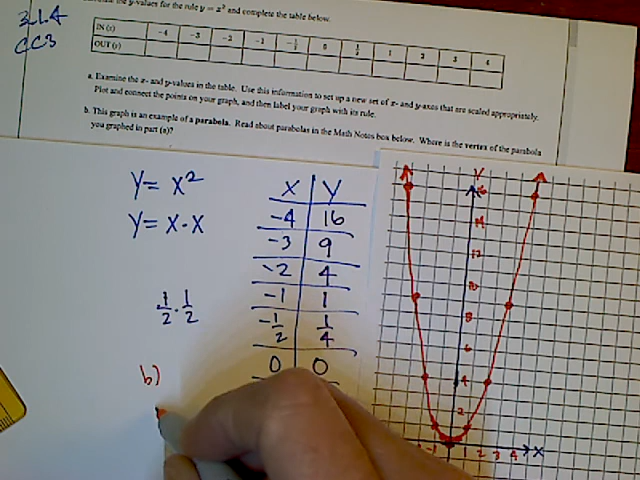 3.1.4
CC3
the y-values for the rule y = x² and complete the table below.
IN (x) -4 -3 -2 -1 -1/2 0 1/2 1 2 3 4
OUT (y)
a. Examine the x- and y-values in the table. Use this information to set up a new set of x- and y-axes that are scaled appropriately. Plot and connect the points on your graph, and then label your graph with its rule.
b. This graph is an example of a parabola. Read about parabolas in the Math Notes box below. Where is the vertex of the parabola
you graphed in part (a)?
Y = X²
Y = X · X
1/2 · 1/2
b)
X Y
-4 16
-3 9
-2 4
-1 1
-1/2 1/4
0 0
Y
16
14
12
10
8
6
4
2
-1 1 2 3 4 X